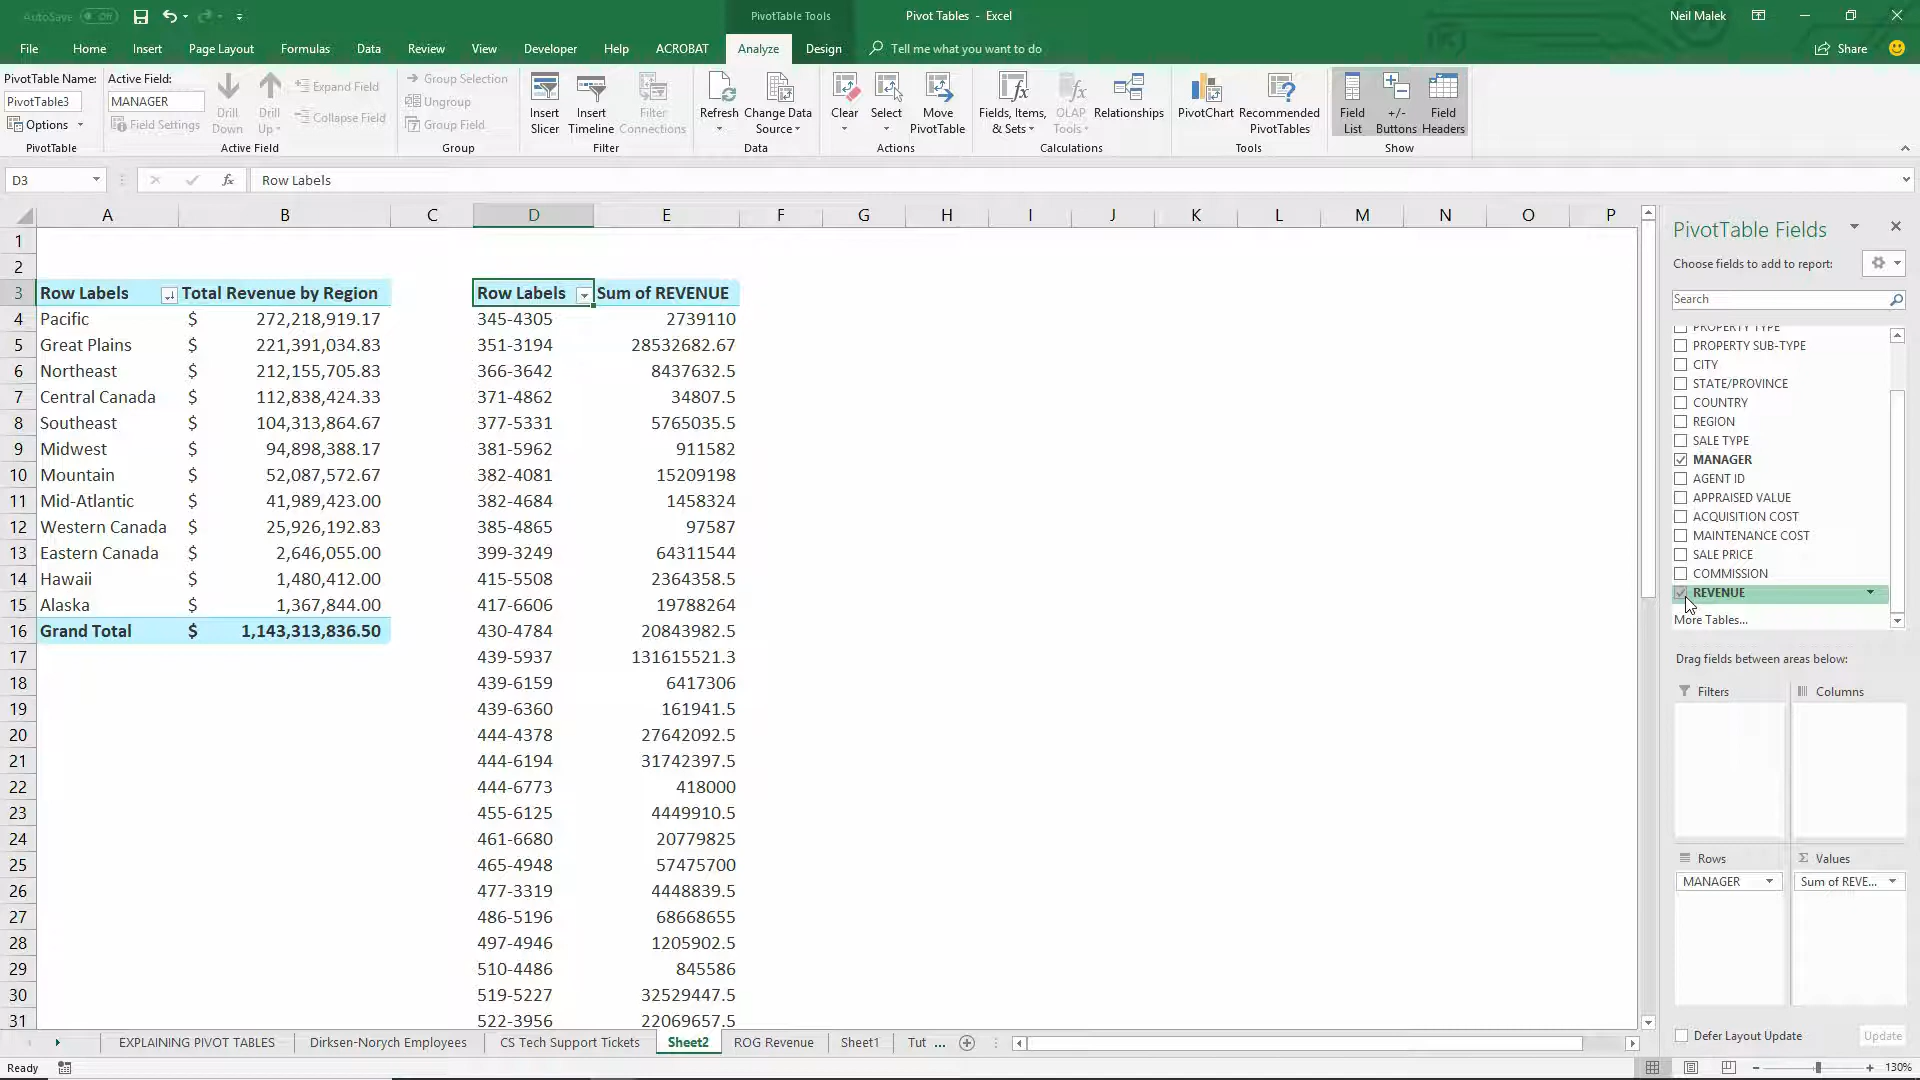 AutoSave Off
PivotTable Tools
Pivot Tables - Excel
Neil Malek
File Home Insert Page Layout Formulas Data Review View Developer Help ACROBAT Analyze Design Tell me what you want to do Share
PivotTable Name:
PivotTable3
Options
PivotTable
Active Field:
MANAGER
Field Settings
Drill Down
Drill Up
Expand Field
Collapse Field
Active Field
Group Selection
Ungroup
Group Field
Group
Insert Slicer
Insert Timeline
Filter Connections
Filter
Refresh
Change Data Source
Data
Clear
Select
Move PivotTable
Actions
Fields, Items, & Sets
OLAP Tools
Relationships
Calculations
PivotChart
Recommended PivotTables
Tools
Field List
+/- Buttons
Field Headers
Show
D3
fx
Row Labels
A B C D E F G H I J K L M N O P
1
2
3 Row Labels Total Revenue by Region Row Labels Sum of REVENUE
4 Pacific $ 272,218,919.17 345-4305 2739110
5 Great Plains $ 221,391,034.83 351-3194 28532682.67
6 Northeast $ 212,155,705.83 366-3642 8437632.5
7 Central Canada $ 112,838,424.33 371-4862 34807.5
8 Southeast $ 104,313,864.67 377-5331 5765035.5
9 Midwest $ 94,898,388.17 381-5962 911582
10 Mountain $ 52,087,572.67 382-4081 15209198
11 Mid-Atlantic $ 41,989,423.00 382-4684 1458324
12 Western Canada $ 25,926,192.83 385-4865 97587
13 Eastern Canada $ 2,646,055.00 399-3249 64311544
14 Hawaii $ 1,480,412.00 415-5508 2364358.5
15 Alaska $ 1,367,844.00 417-6606 19788264
16 Grand Total $ 1,143,313,836.50 430-4784 20843982.5
17 439-5937 131615521.3
18 439-6159 6417306
19 439-6360 161941.5
20 444-4378 27642092.5
21 444-6194 31742397.5
22 444-6773 418000
23 455-6125 4449910.5
24 461-6680 20779825
25 465-4948 57475700
26 477-3319 4448839.5
27 486-5196 68668655
28 497-4946 1205902.5
29 510-4486 845586
30 519-5227 32529447.5
31 522-3956 22069657.5
PivotTable Fields
Choose fields to add to report:
Search
PROPERTY TYPE
PROPERTY SUB-TYPE
CITY
STATE/PROVINCE
COUNTRY
REGION
SALE TYPE
MANAGER
AGENT ID
APPRAISED VALUE
ACQUISITION COST
MAINTENANCE COST
SALE PRICE
COMMISSION
REVENUE
More Tables...
Drag fields between areas below:
Filters
Columns
Rows
Σ Values
MANAGER
Sum of REVE...
Defer Layout Update
Update
EXPLAINING PIVOT TABLES Dirksen-Norych Employees CS Tech Support Tickets Sheet2 ROG Revenue Sheet1 Tut ...
Ready
130%